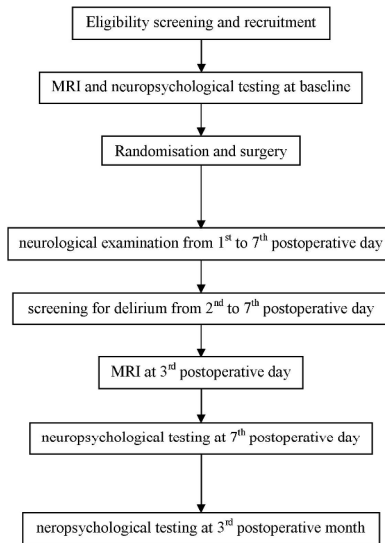 Eligibility screening and recruitment
MRI and neuropsychological testing at baseline
Randomisation and surgery
neurological examination from 1st to 7th postoperative day
screening for delirium from 2nd to 7th postoperative day
MRI at 3rd postoperative day
neuropsychological testing at 7th postoperative day
neropsychological testing at 3rd postoperative month